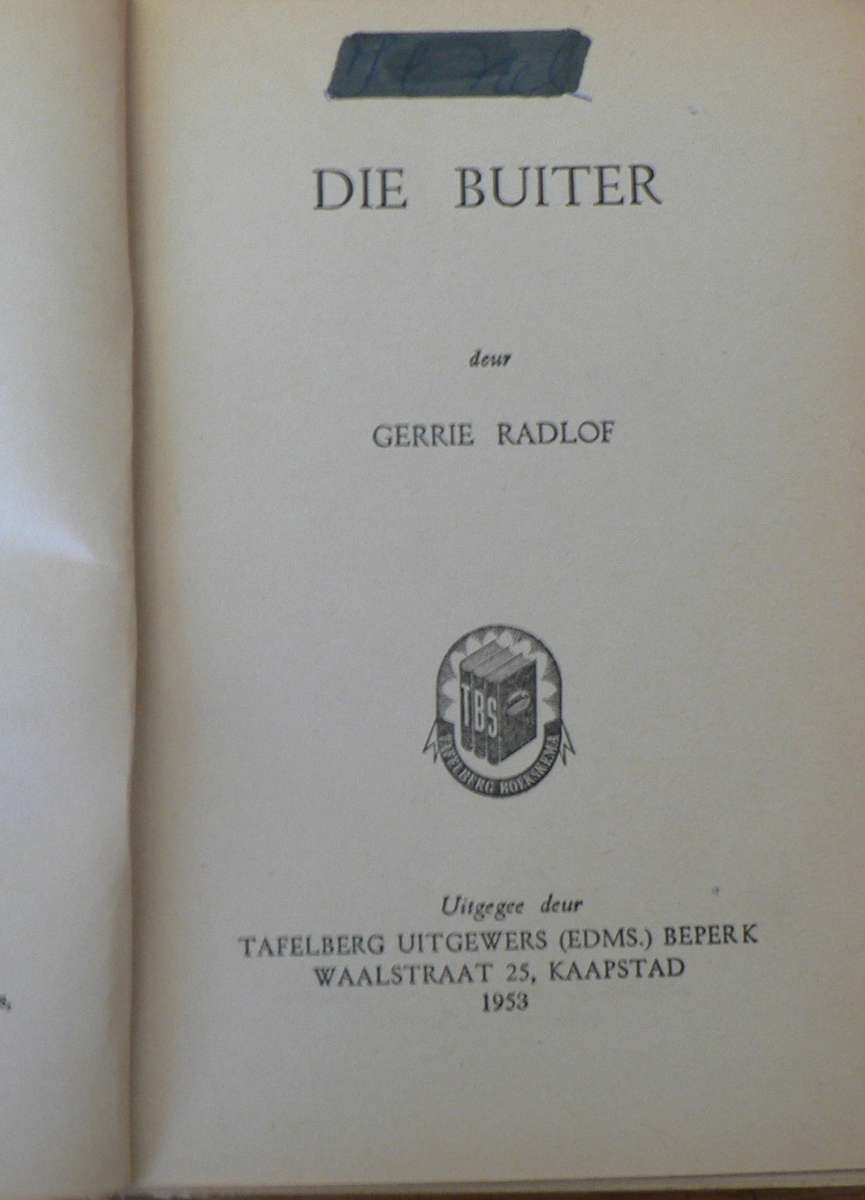 DIE BUITER
deur
GERRIE RADLOF
TBS
TAFELBERG BOEKSKEMA
Uitgegee deur
TAFELBERG UITGEWERS (EDMS.) BEPERK
WAALSTRAAT 25, KAAPSTAD
1953